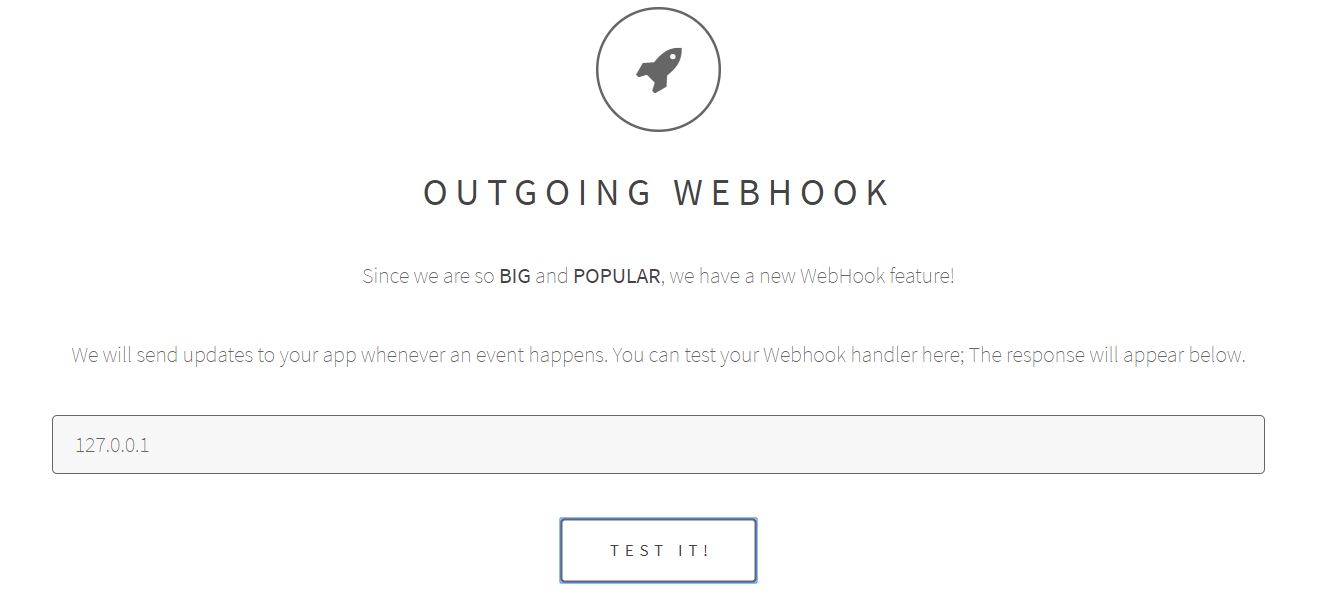 OUTGOING WEBHOOK
Since we are so BIG and POPULAR, we have a new WebHook feature!
We will send updates to your app whenever an event happens. You can test your Webhook handler here; The response will appear below.
127.0.0.1
TEST IT!